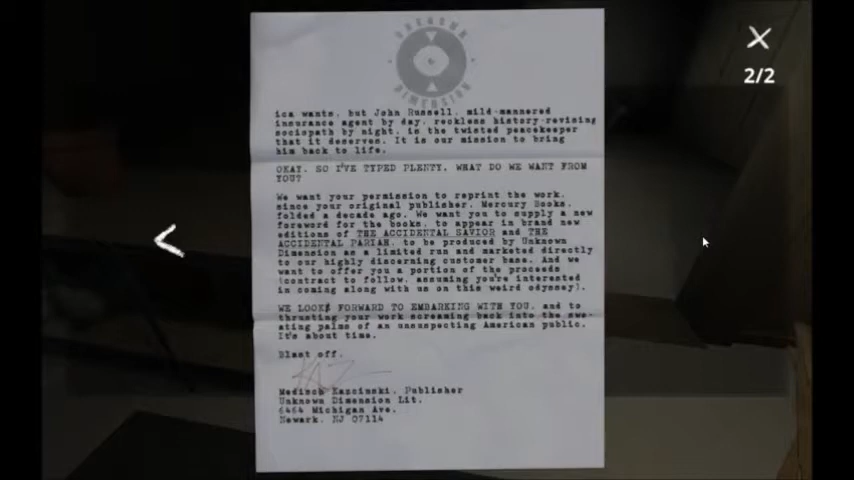 2/2
UNKNOWN
DIMENSION
ica wants, but John Russell, mild-mannered
insurance agent by day, reckless history-revising
sociopath by night, is the twisted peacekeeper
that it deserves. It is our mission to bring
him back to life.
OKAY, SO I'VE TYPED PLENTY, WHAT DO WE WANT FROM
YOU?
We want your permission to reprint the work,
since your original publisher, Mercury Books,
folded a decade ago. We want you to supply a new
foreword for the books, to appear in brand new
editions of THE ACCIDENTAL SAVIOR and THE
ACCIDENTAL PARIAH, to be produced by Unknown
Dimension as a limited run and marketed directly
to our highly discerning customer base. And we
want to offer you a portion of the proceeds
(contract to follow, assuming you're interested
in coming along with us on this weird odyssey).
WE LOOK FORWARD TO EMBARKING WITH YOU, and to
thrusting your work screaming back into the swe-
ating palms of an unsuspecting American public.
It's about time.
Blast off,
KAZ
Kaszinski, Publisher
Unknown Dimension Lit.
6464 Michigan Ave.
Newark, NJ 07114